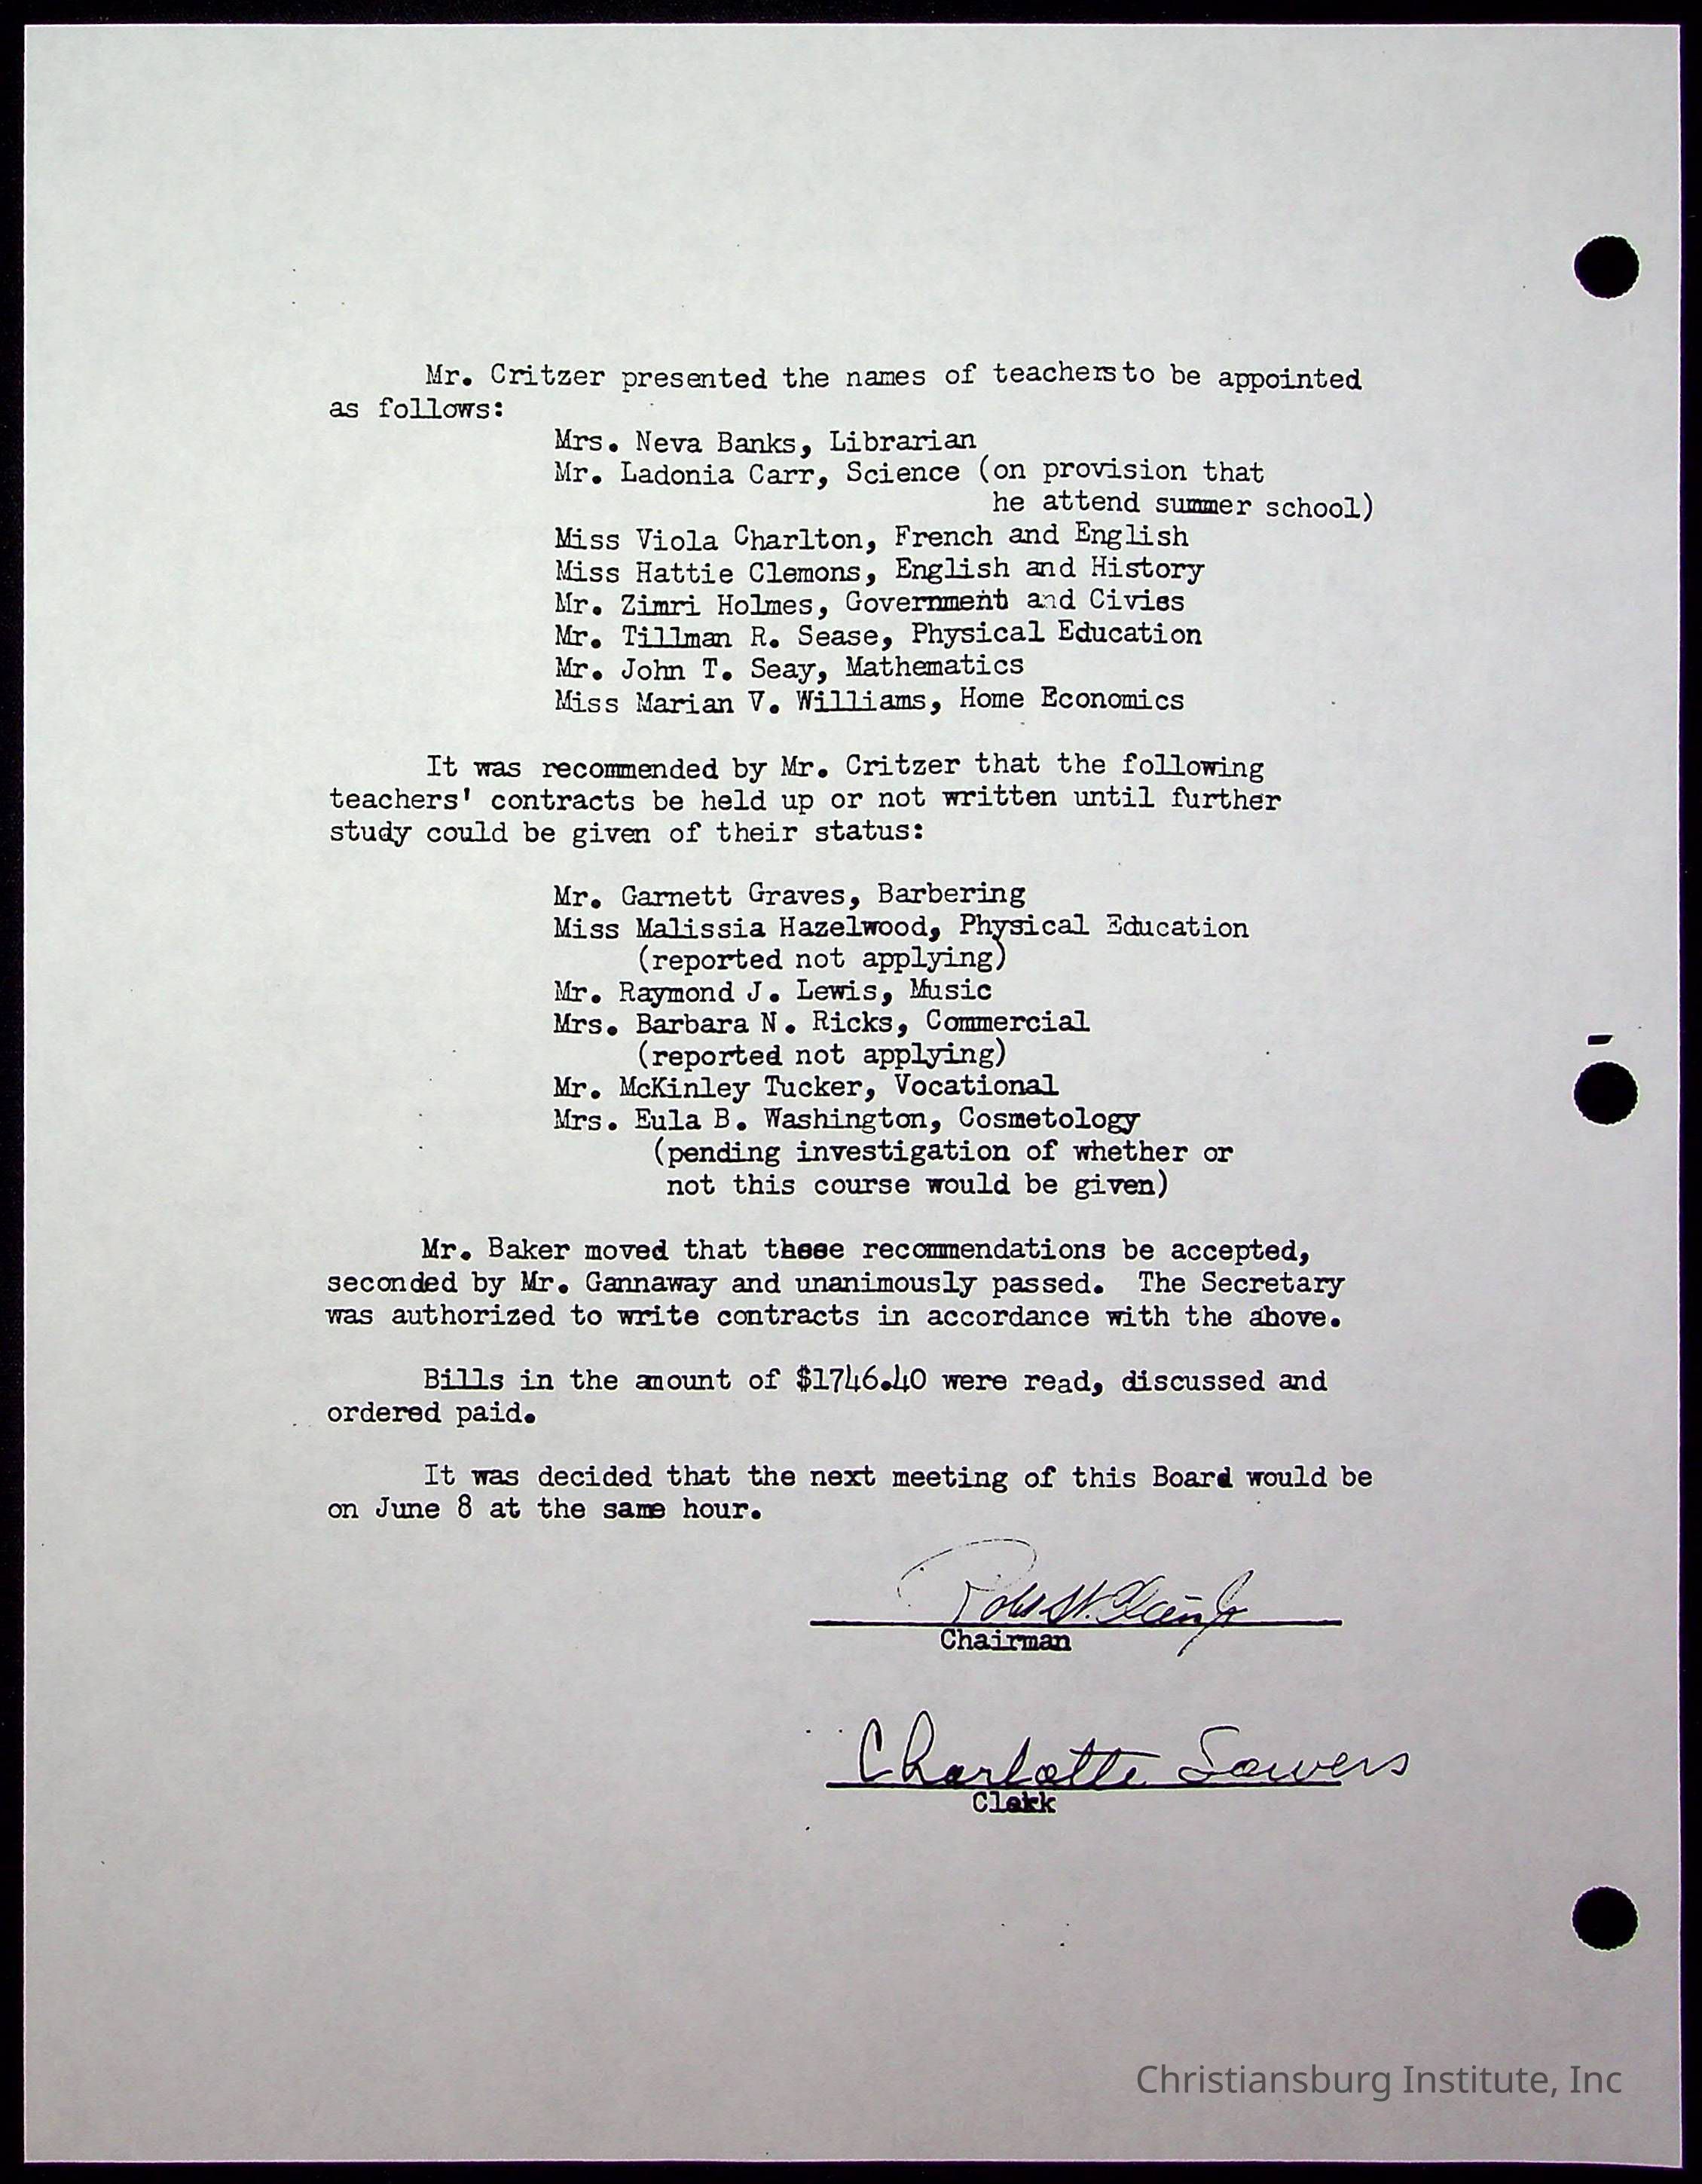 Mr. Critzer presented the names of teachers to be appointed
as follows:
Mrs. Neva Banks, Librarian
Mr. Ladonia Carr, Science (on provision that
he attend summer school)
Miss Viola Charlton, French and English
Miss Hattie Clemons, English and History
Mr. Zimri Holmes, Government and Civics
Mr. Tillman R. Sease, Physical Education
Mr. John T. Seay, Mathematics
Miss Marian V. Williams, Home Economics
It was recommended by Mr. Critzer that the following
teachers' contracts be held up or not written until further
study could be given of their status:
Mr. Garnett Graves, Barbering
Miss Malissia Hazelwood, Physical Education
(reported not applying)
Mr. Raymond J. Lewis, Music
Mrs. Barbara N. Ricks, Commercial
(reported not applying)
Mr. McKinley Tucker, Vocational
Mrs. Eula B. Washington, Cosmetology
(pending investigation of whether or
not this course would be given)
Mr. Baker moved that these recommendations be accepted,
seconded by Mr. Gannaway and unanimously passed. The Secretary
was authorized to write contracts in accordance with the above.
Bills in the amount of $1746.40 were read, discussed and
ordered paid.
It was decided that the next meeting of this Board would be
on June 8 at the same hour.
Chairman
Charlotte Sowers
Clerk
Christiansburg Institute, Inc